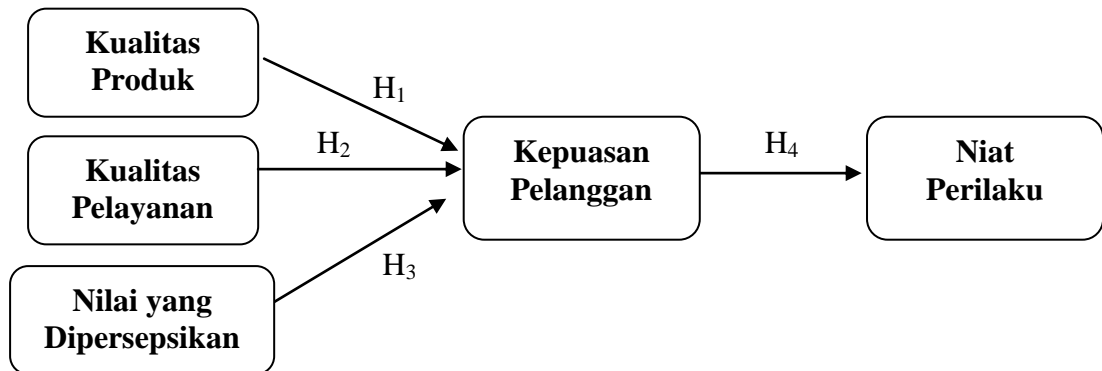 Kualitas
Produk
H₁
H₂
Kualitas
Pelayanan
Kepuasan
Pelanggan
H₄
Niat
Perilaku
H₃
Nilai yang
Dipersepsikan